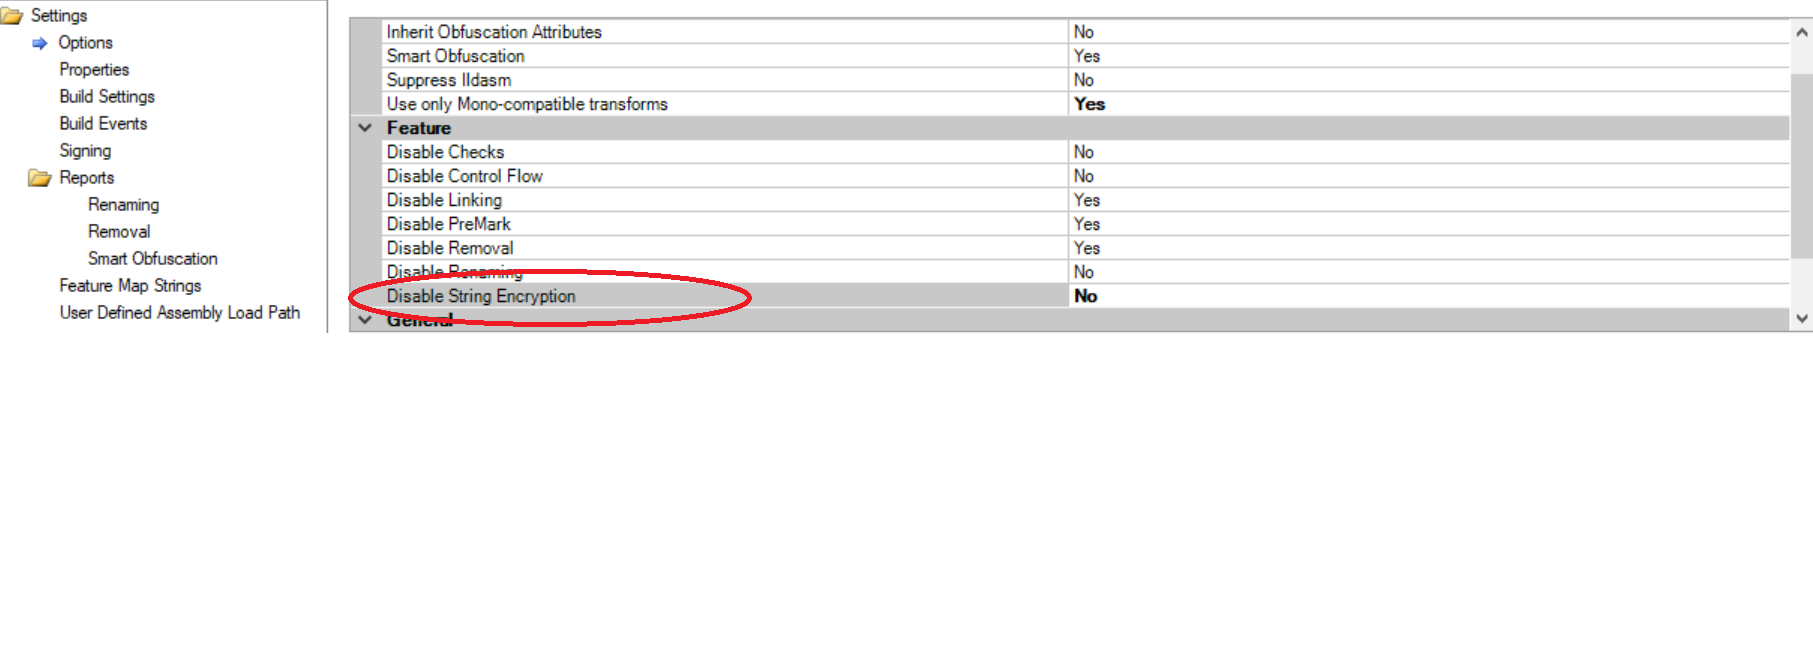 Settings
Options
Properties
Build Settings
Build Events
Signing
Reports
Renaming
Removal
Smart Obfuscation
Feature Map Strings
User Defined Assembly Load Path
Inherit Obfuscation Attributes No
Smart Obfuscation Yes
Suppress Ildasm No
Use only Mono-compatible transforms Yes
Feature
Disable Checks No
Disable Control Flow No
Disable Linking Yes
Disable PreMark Yes
Disable Removal Yes
Disable Renaming No
Disable String Encryption No
General